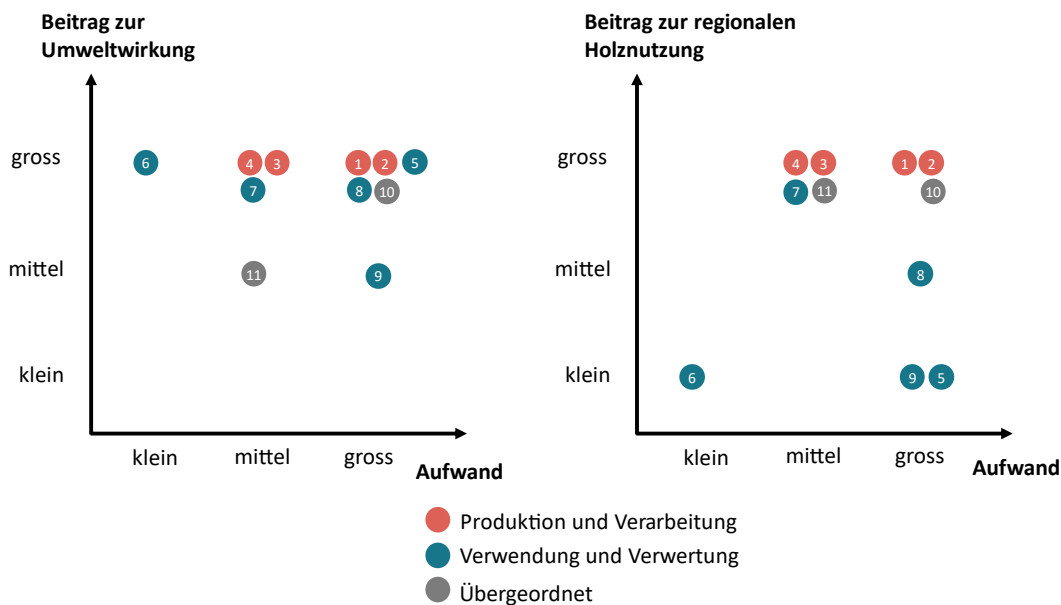 Beitrag zur
Umweltwirkung
gross
6
4 3
1 2 5
7
8 10
mittel
11
9
klein
klein mittel gross
Aufwand
Beitrag zur regionalen
Holznutzung
gross
4 3
1 2
7 11
10
mittel
8
klein
6
9 5
klein mittel gross
Aufwand
Produktion und Verarbeitung
Verwendung und Verwertung
Übergeordnet